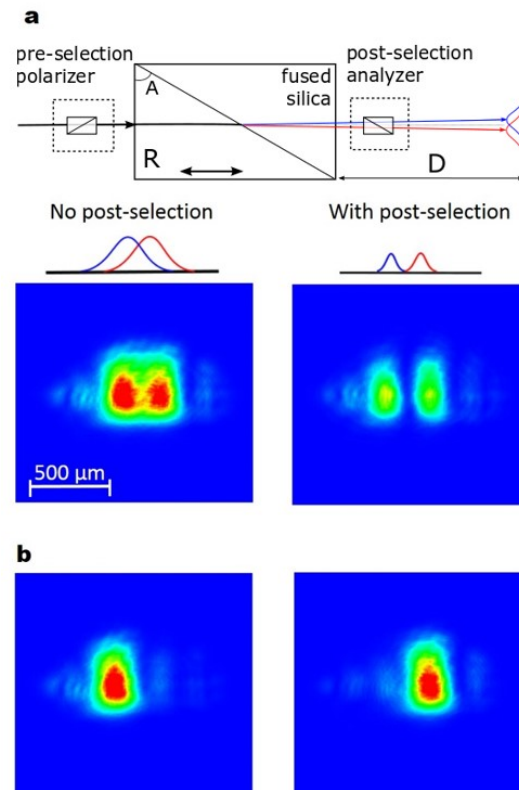 a
pre-selection
polarizer
fused
silica
post-selection
analyzer
A
R
D
No post-selection
With post-selection
500 µm
b